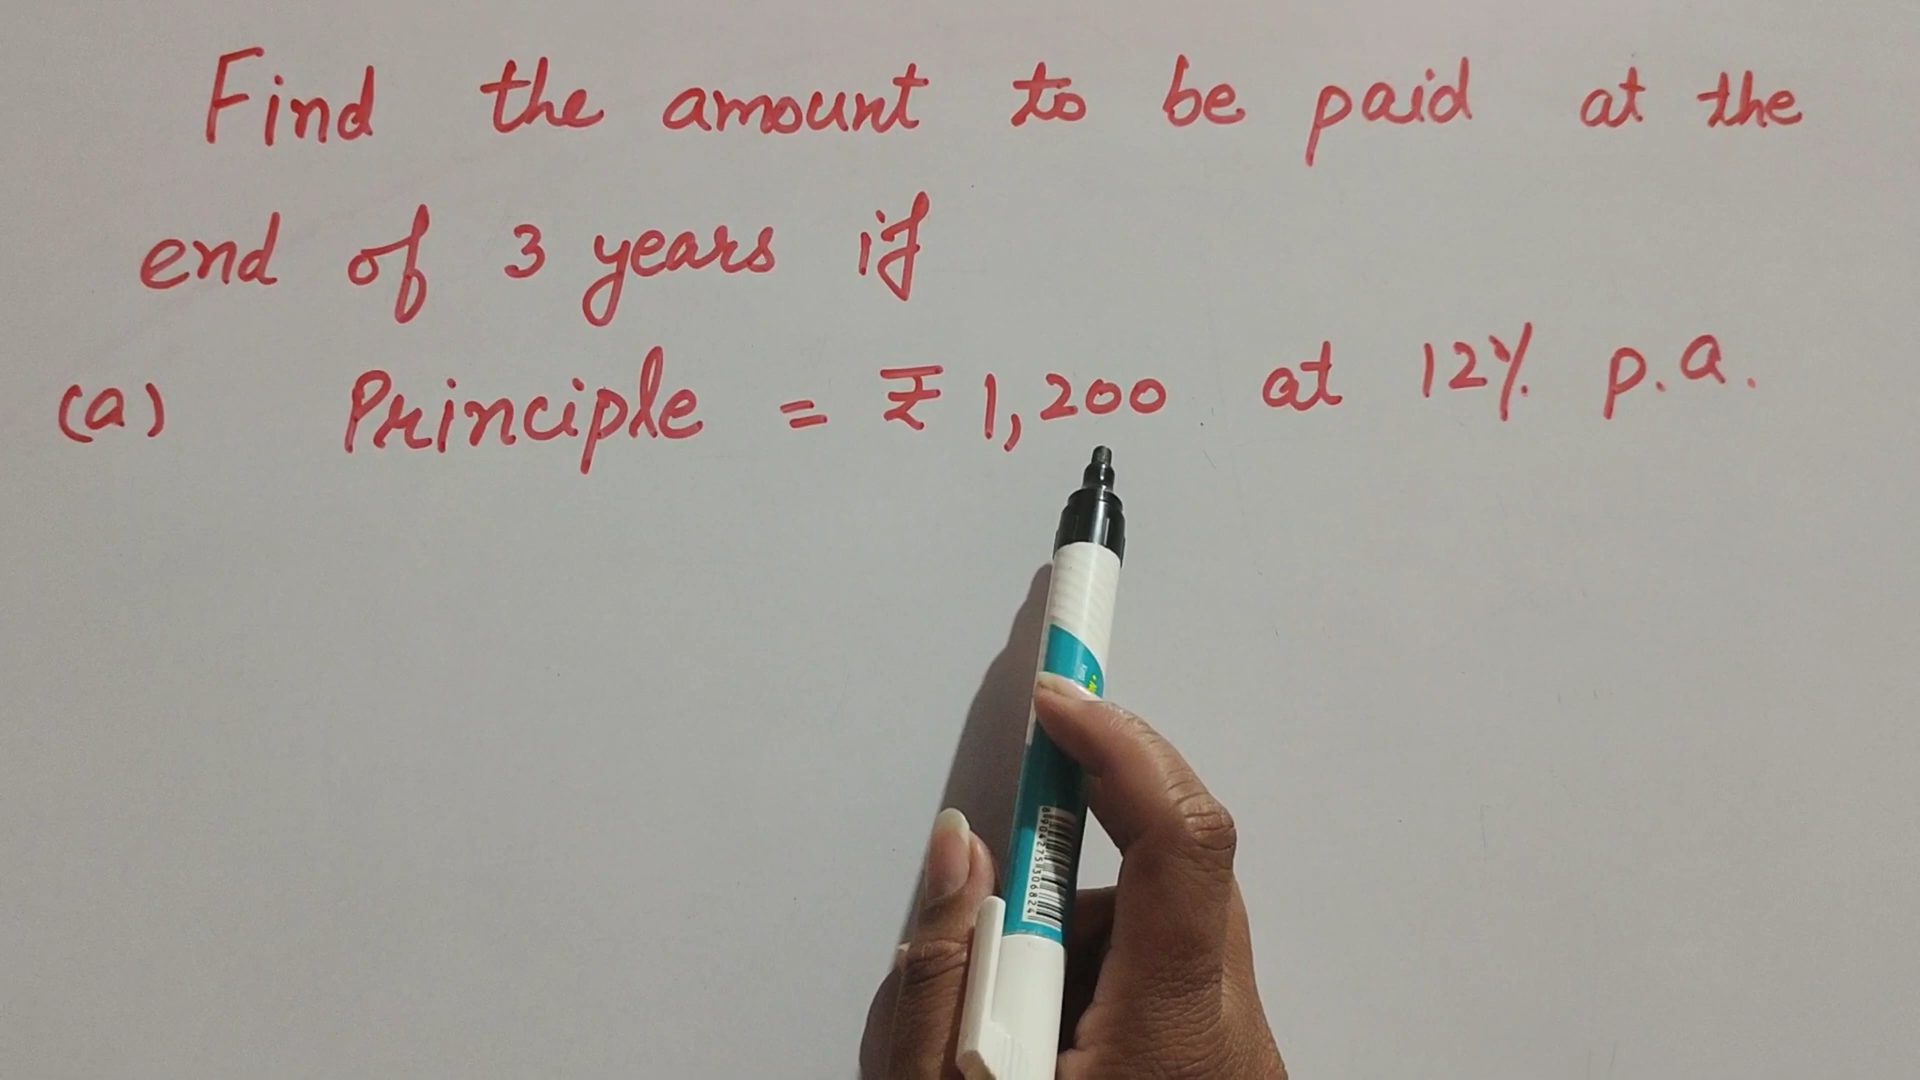 Find the amount to be paid at the
end of 3 years if
(a) Principle = ₹ 1,200 at 12% p.a.